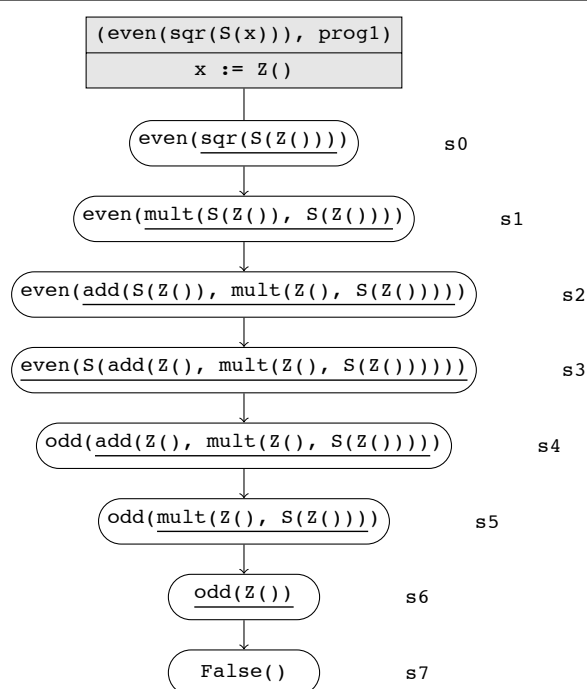 (even(sqr(S(x))), prog1)
x := Z()
even(sqr(S(Z()))) s0
even(mult(S(Z()), S(Z()))) s1
even(add(S(Z()), mult(Z(), S(Z())))) s2
even(S(add(Z(), mult(Z(), S(Z()))))) s3
odd(add(Z(), mult(Z(), S(Z())))) s4
odd(mult(Z(), S(Z()))) s5
odd(Z()) s6
False() s7